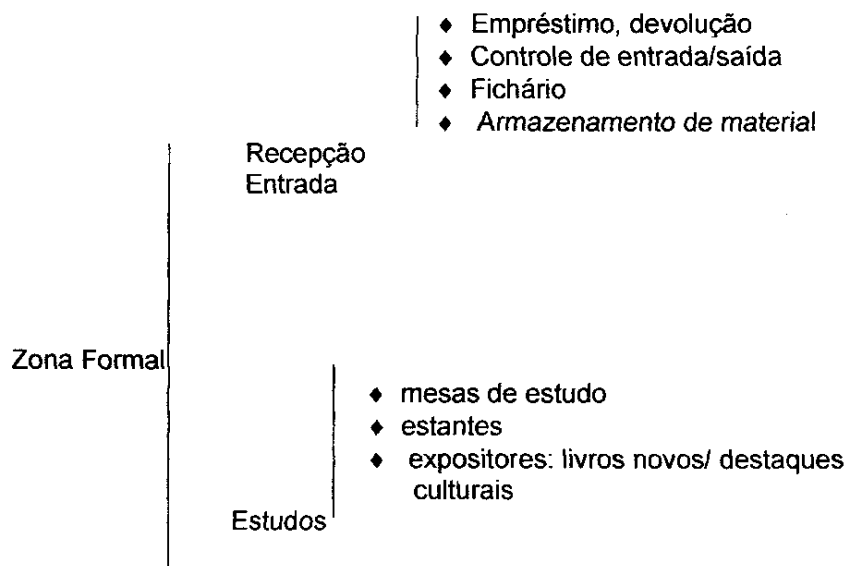 ♦ Empréstimo, devolução
♦ Controle de entrada/saída
♦ Fichário
♦ Armazenamento de material
Recepção
Entrada
Zona Formal
♦ mesas de estudo
♦ estantes
♦ expositores: livros novos/ destaques
culturais
Estudos